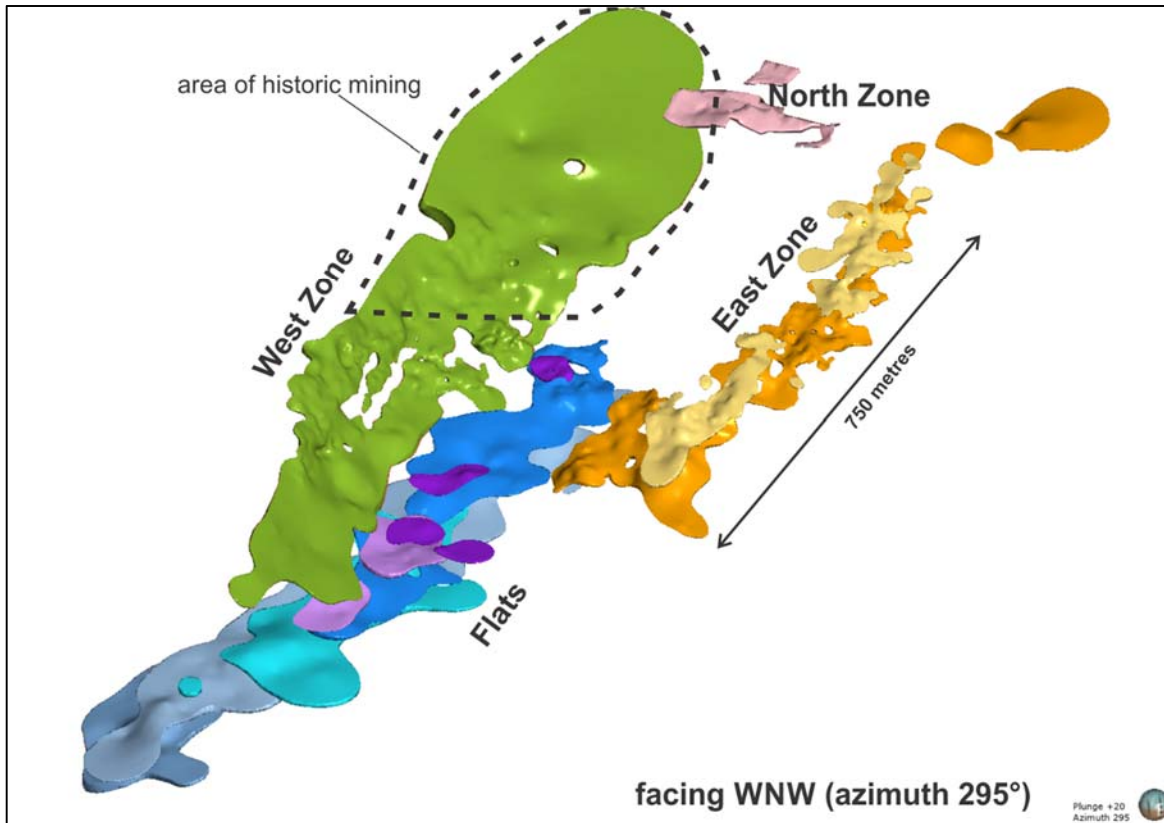 area of historic mining
North Zone
West Zone
East Zone
750 metres
Flats
facing WNW (azimuth 295°)
Plunge +20
Azimuth 295